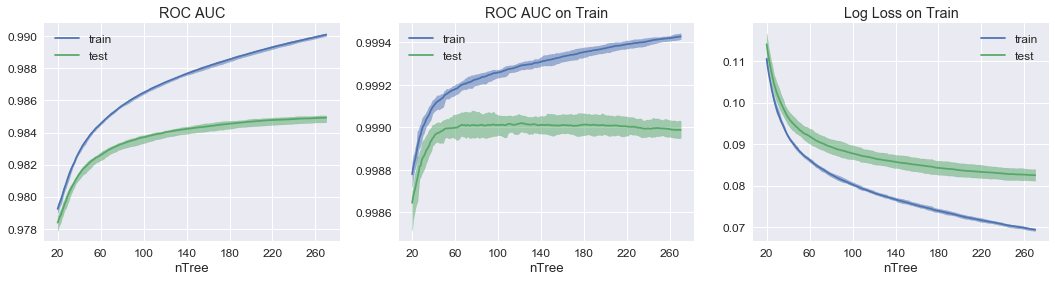 ROC AUC
0.990
0.988
0.986
0.984
0.982
0.980
0.978
train
test
20 60 100 140 180 220 260
nTree
ROC AUC on Train
0.9994
0.9992
0.9990
0.9988
0.9986
train
test
20 60 100 140 180 220 260
nTree
Log Loss on Train
0.11
0.10
0.09
0.08
0.07
train
test
20 60 100 140 180 220 260
nTree